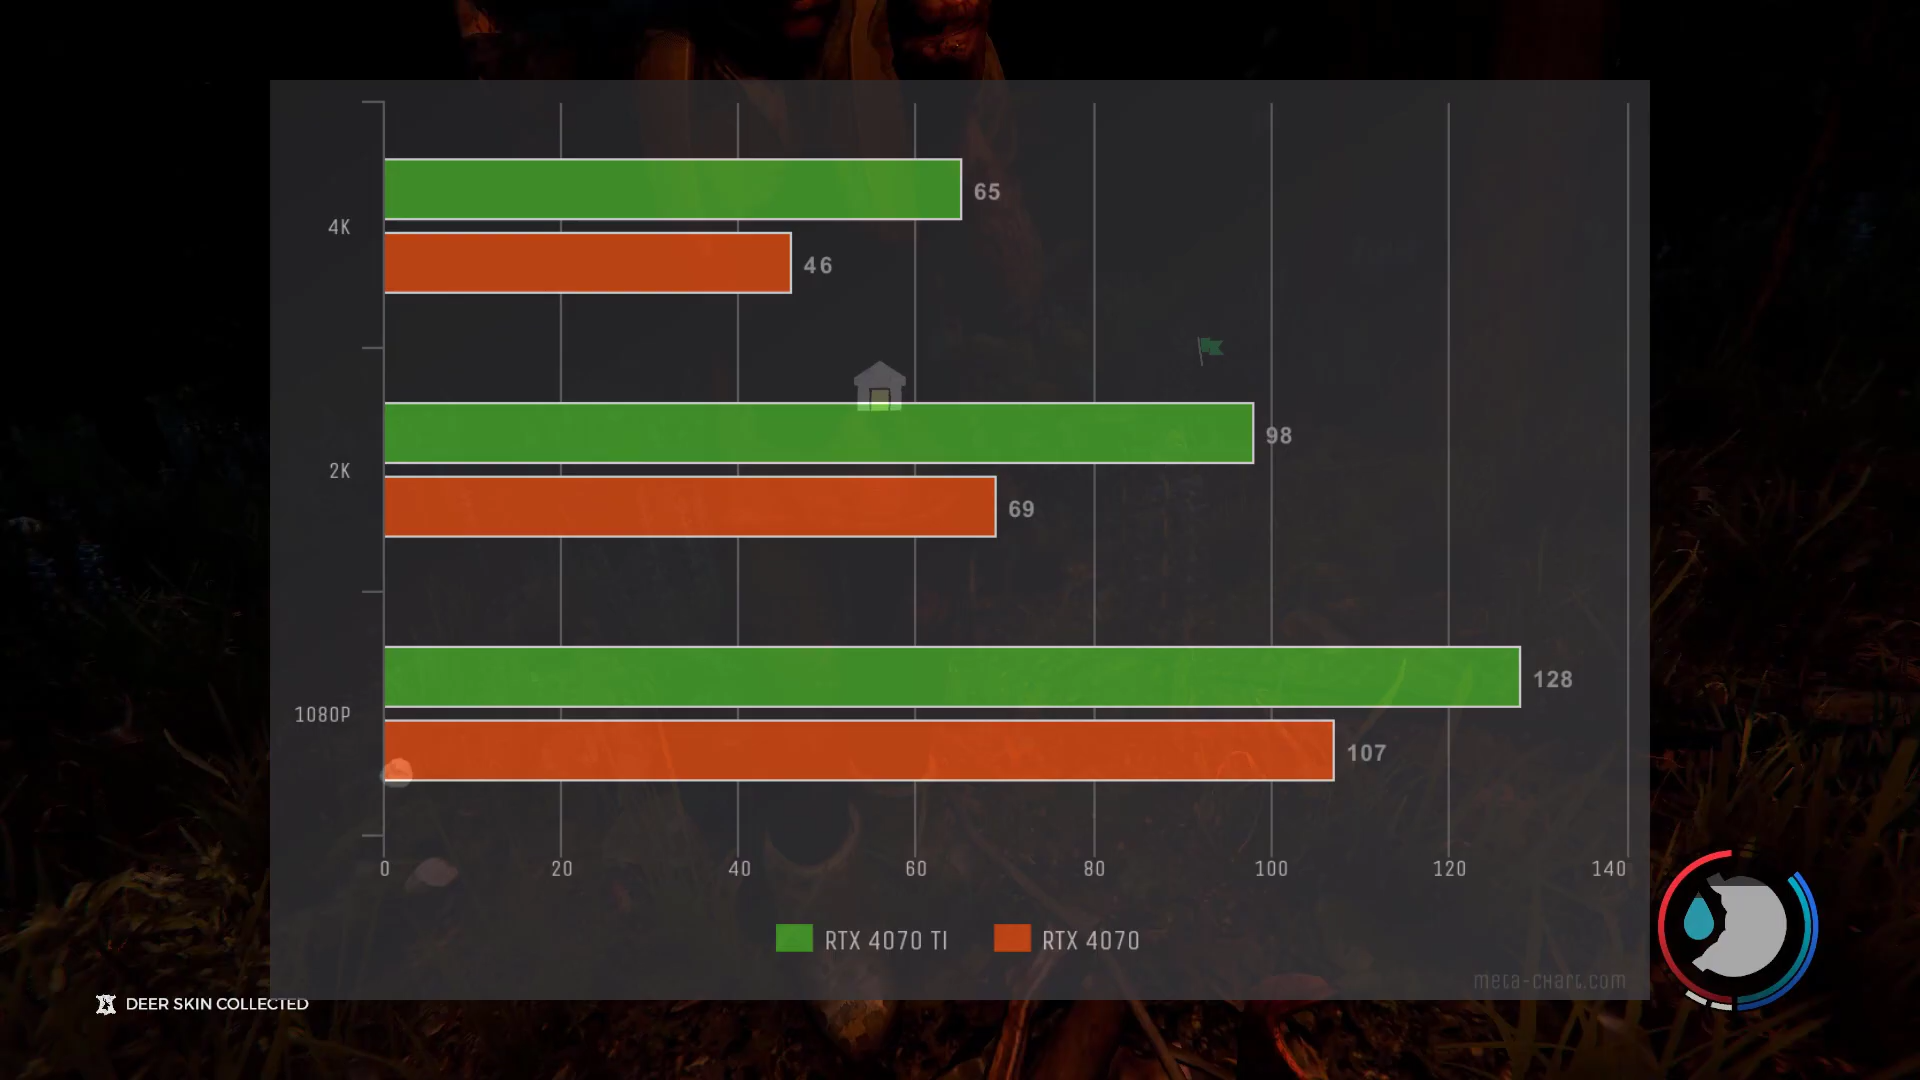 65
4K
46
98
2K
69
128
1080P
107
0 20 40 60 80 100 120 140
RTX 4070 TI RTX 4070
meta-chart.com
DEER SKIN COLLECTED